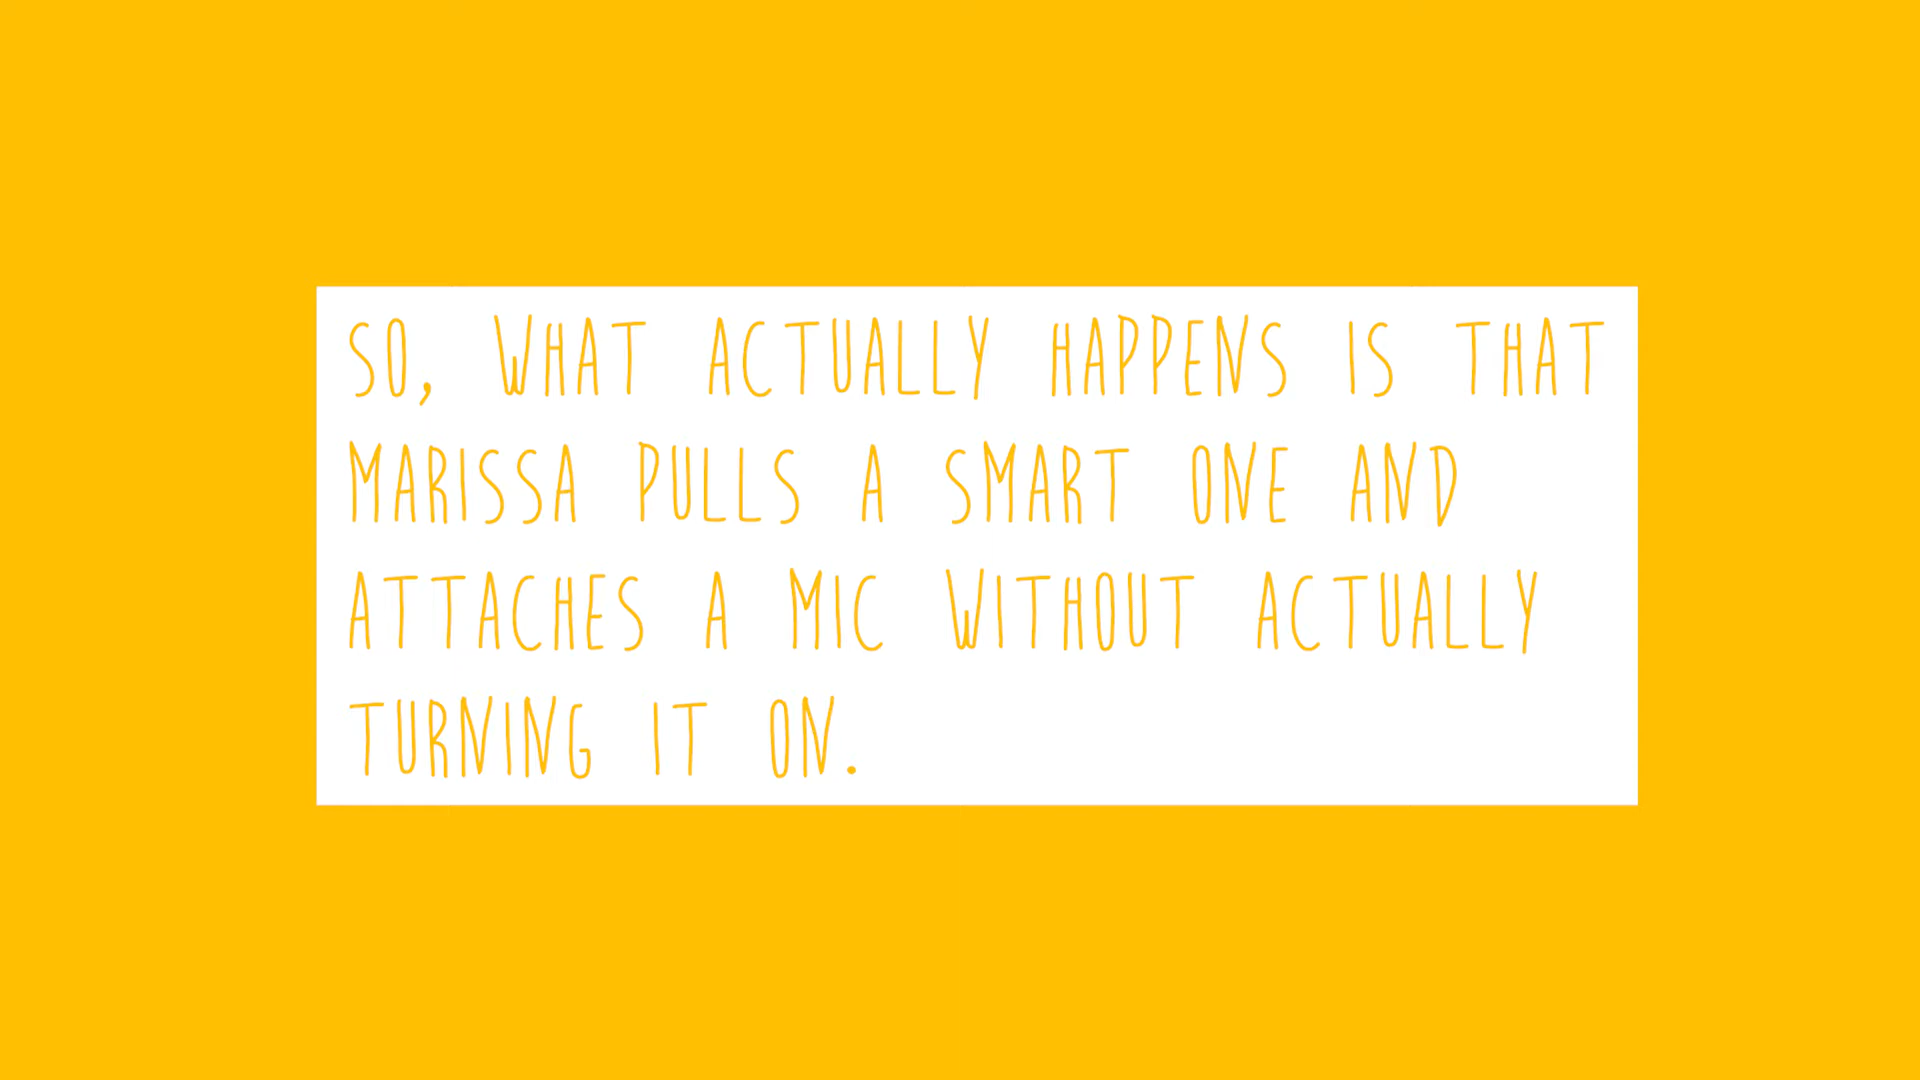 SO, WHAT ACTUALLY HAPPENS IS THAT
MARISSA PULLS A SMART ONE AND
ATTACHES A MIC WITHOUT ACTUALLY
TURNING IT ON.